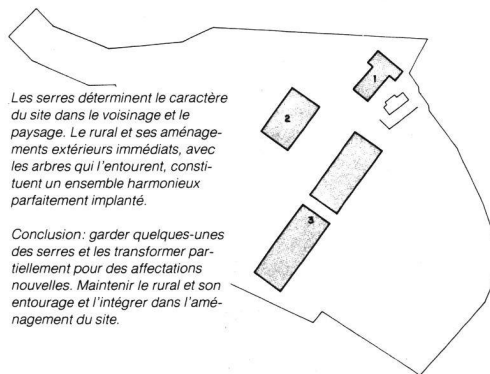 Les serres déterminent le caractère
du site dans le voisinage et le
paysage. Le rural et ses aménage-
ments extérieurs immédiats, avec
les arbres qui l'entourent, consti-
tuent un ensemble harmonieux
parfaitement implanté.
Conclusion: garder quelques-unes
des serres et les transformer par-
tiellement pour des affectations
nouvelles. Maintenir le rural et son
entourage et l'intégrer dans l'amé-
nagement du site.
1
2
3